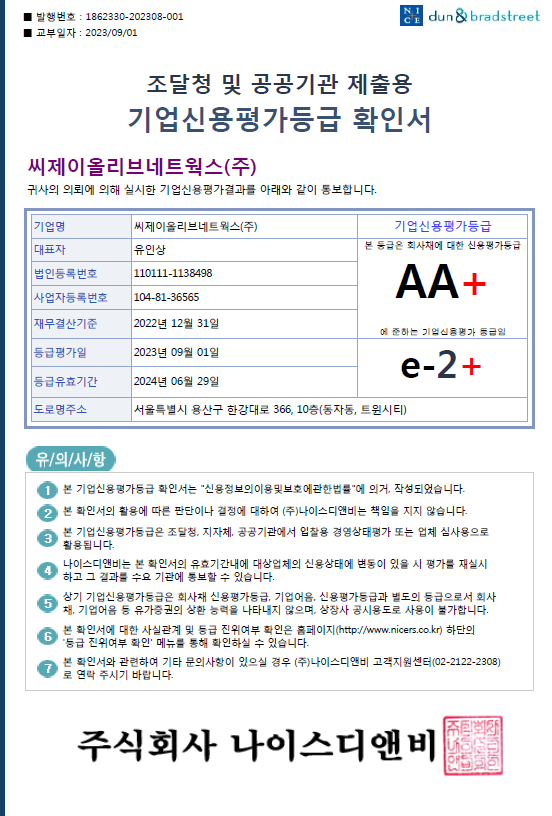 ■ 발행번호 : 1862330-202308-001
■ 교부일자 : 2023/09/01
NICE dun & bradstreet
조달청 및 공공기관 제출용
기업신용평가등급 확인서
씨제이올리브네트웍스(주)
귀사의 의뢰에 의해 실시한 기업신용평가결과를 아래와 같이 통보합니다.
기업명 씨제이올리브네트웍스(주) 기업신용평가등급
대표자 유인상 본 등급은 회사채에 대한 신용평가등급
법인등록번호 110111-1138498 AA+
사업자등록번호 104-81-36565
재무결산기준 2022년 12월 31일 에 준하는 기업신용평가 등급임
등급평가일 2023년 09월 01일 e-2+
등급유효기간 2024년 06월 29일
도로명주소 서울특별시 용산구 한강대로 366, 10층(동자동, 트윈시티)
유/의/사/항
1 본 기업신용평가등급 확인서는 "신용정보의이용및보호에관한법률"에 의거, 작성되었습니다.
2 본 확인서의 활용에 따른 판단이나 결정에 대하여 (주)나이스디앤비는 책임을 지지 않습니다.
3 본 기업신용평가등급은 조달청, 지자체, 공공기관에서 입찰용 경영상태평가 또는 업체 심사용으로
활용됩니다.
4 나이스디앤비는 본 확인서의 유효기간내에 대상업체의 신용상태에 변동이 있을 시 평가를 재실시
하고 그 결과를 수요 기관에 통보할 수 있습니다.
5 상기 기업신용평가등급은 회사채 신용평가등급, 기업어음, 신용평가등급과 별도의 등급으로서 회사
채, 기업어음 등 유가증권의 상환 능력을 나타내지 않으며, 상장사 공시용도로 사용이 불가합니다.
6 본 확인서에 대한 사실관계 및 등급 진위여부 확인은 홈페이지(http://www.nicers.co.kr) 하단의
'등급 진위여부 확인' 메뉴를 통해 확인하실 수 있습니다.
7 본 확인서와 관련하여 기타 문의사항이 있으실 경우 (주)나이스디앤비 고객지원센터(02-2122-2308)
로 연락 주시기 바랍니다.
주식회사 나이스디앤비